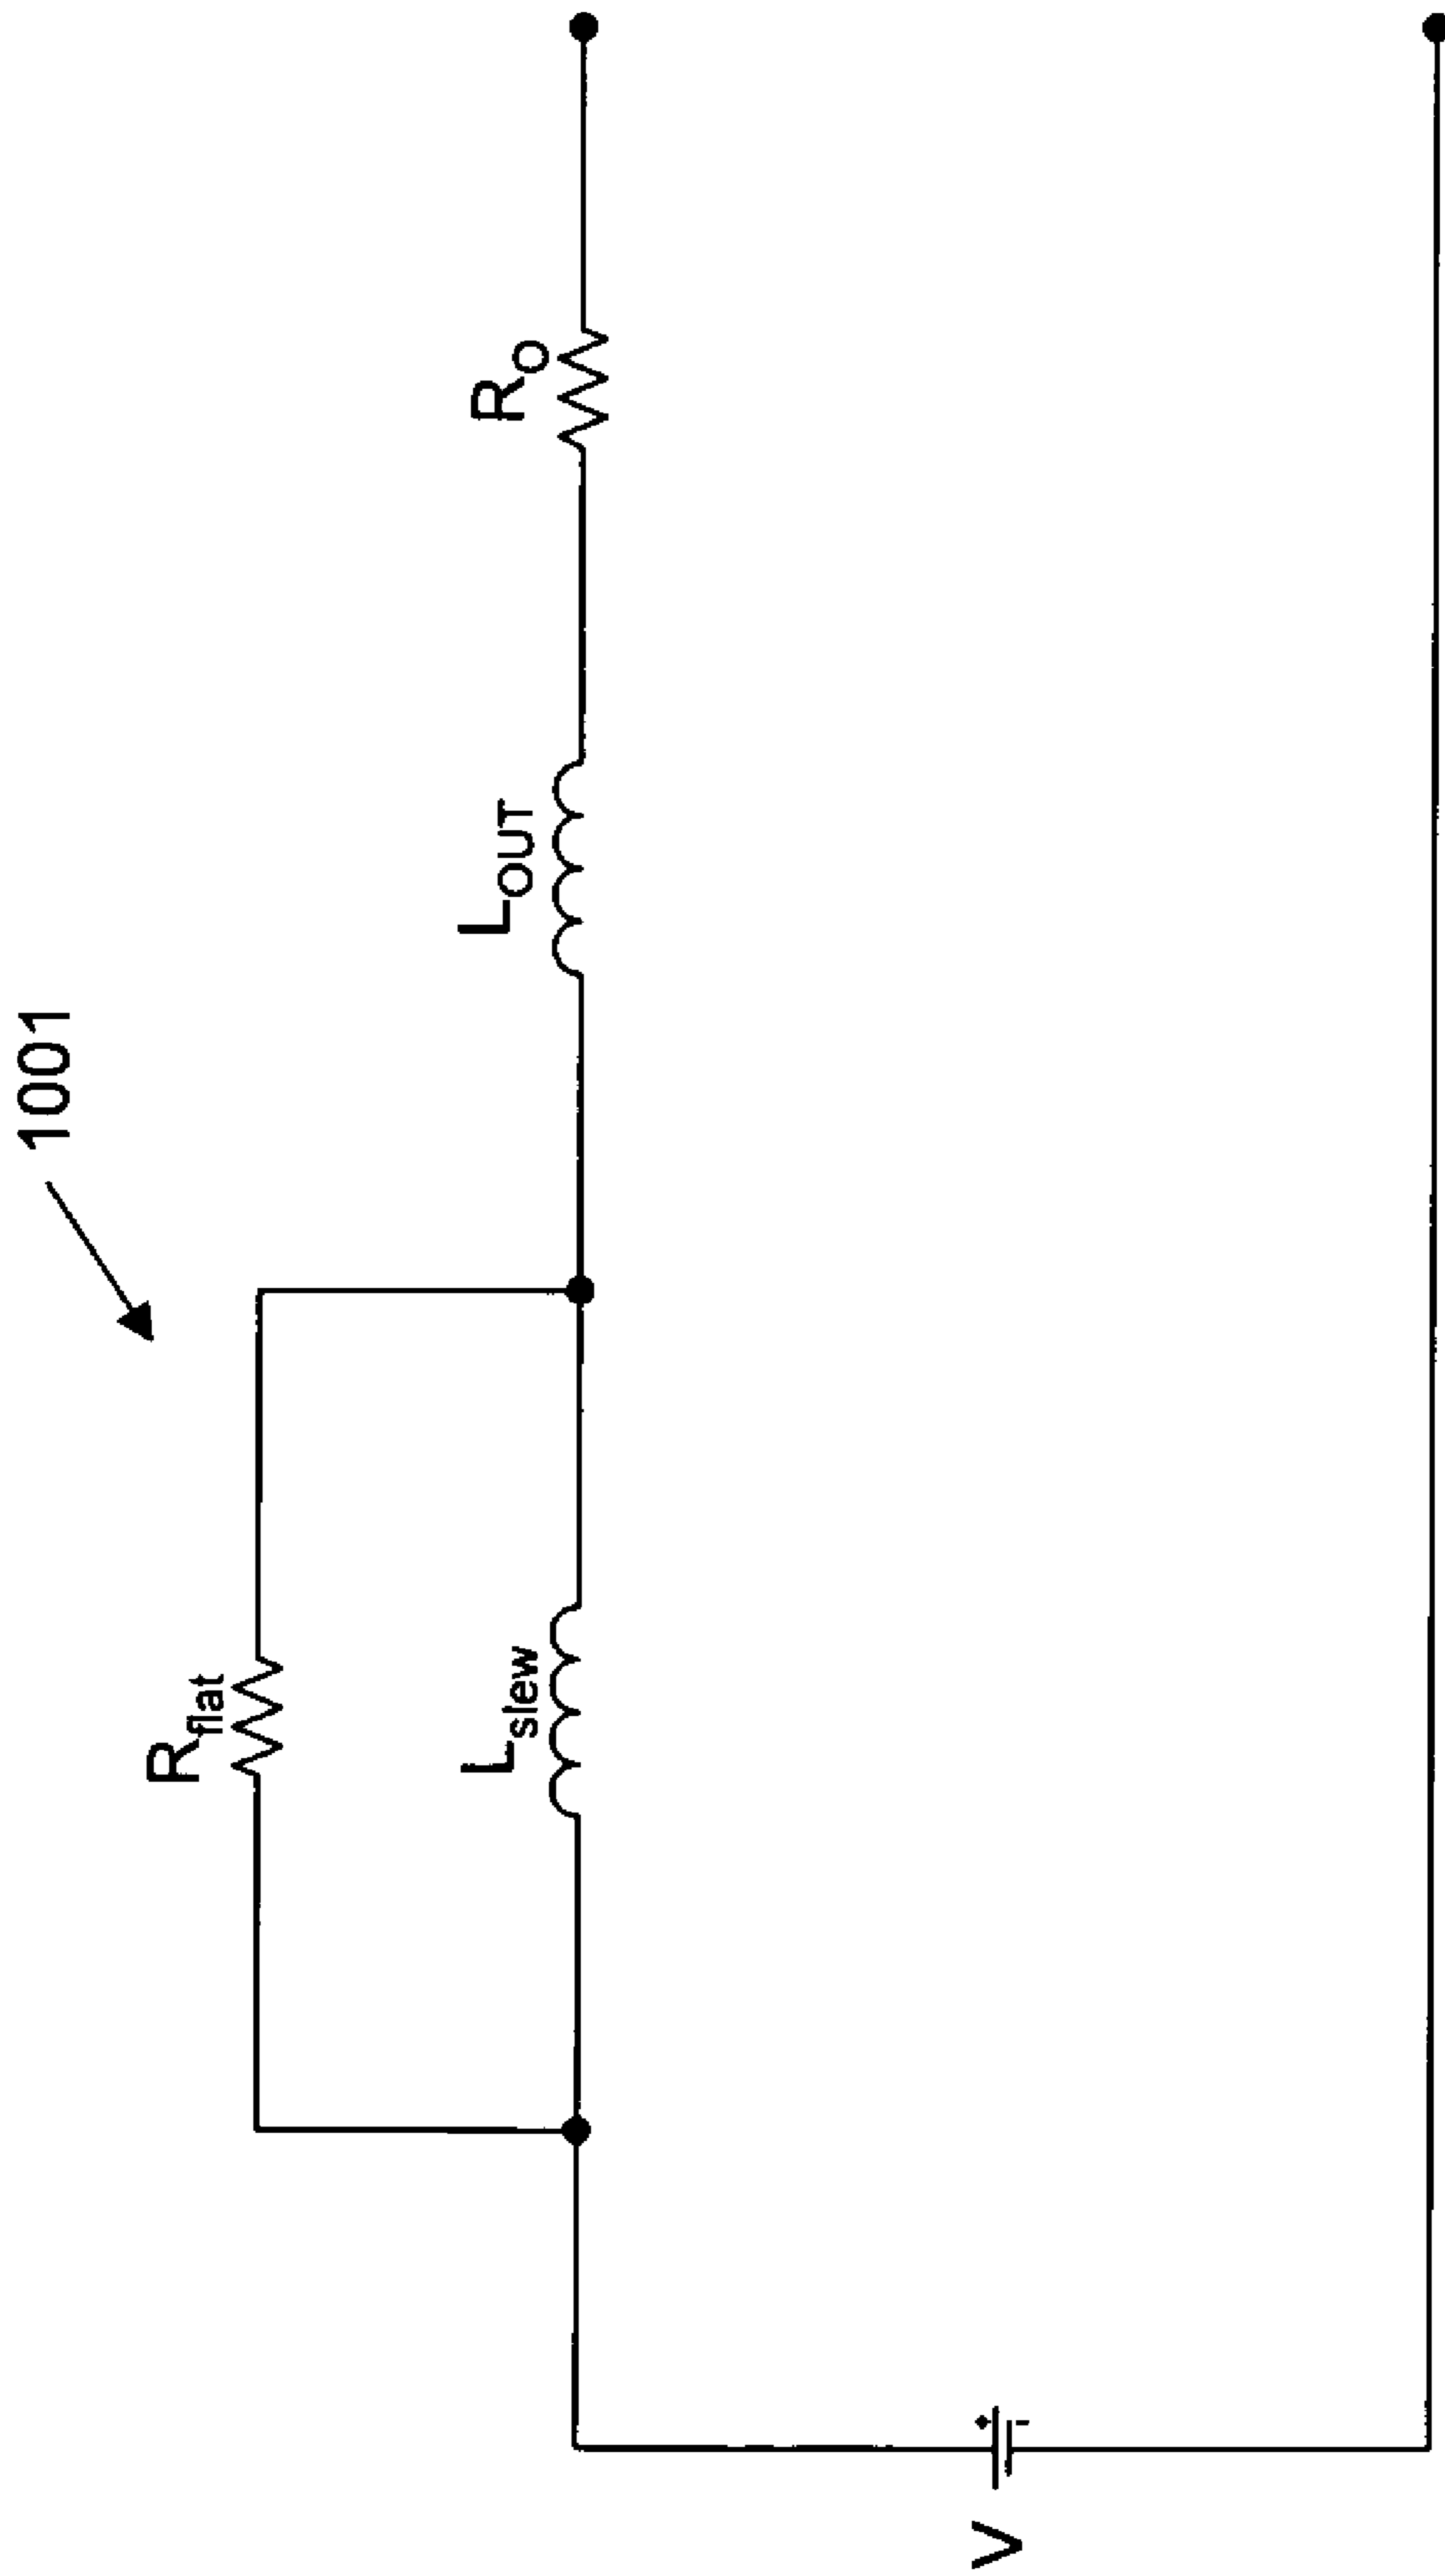 1001
R_flat
L_slew
L_OUT
R_O
V
+
-